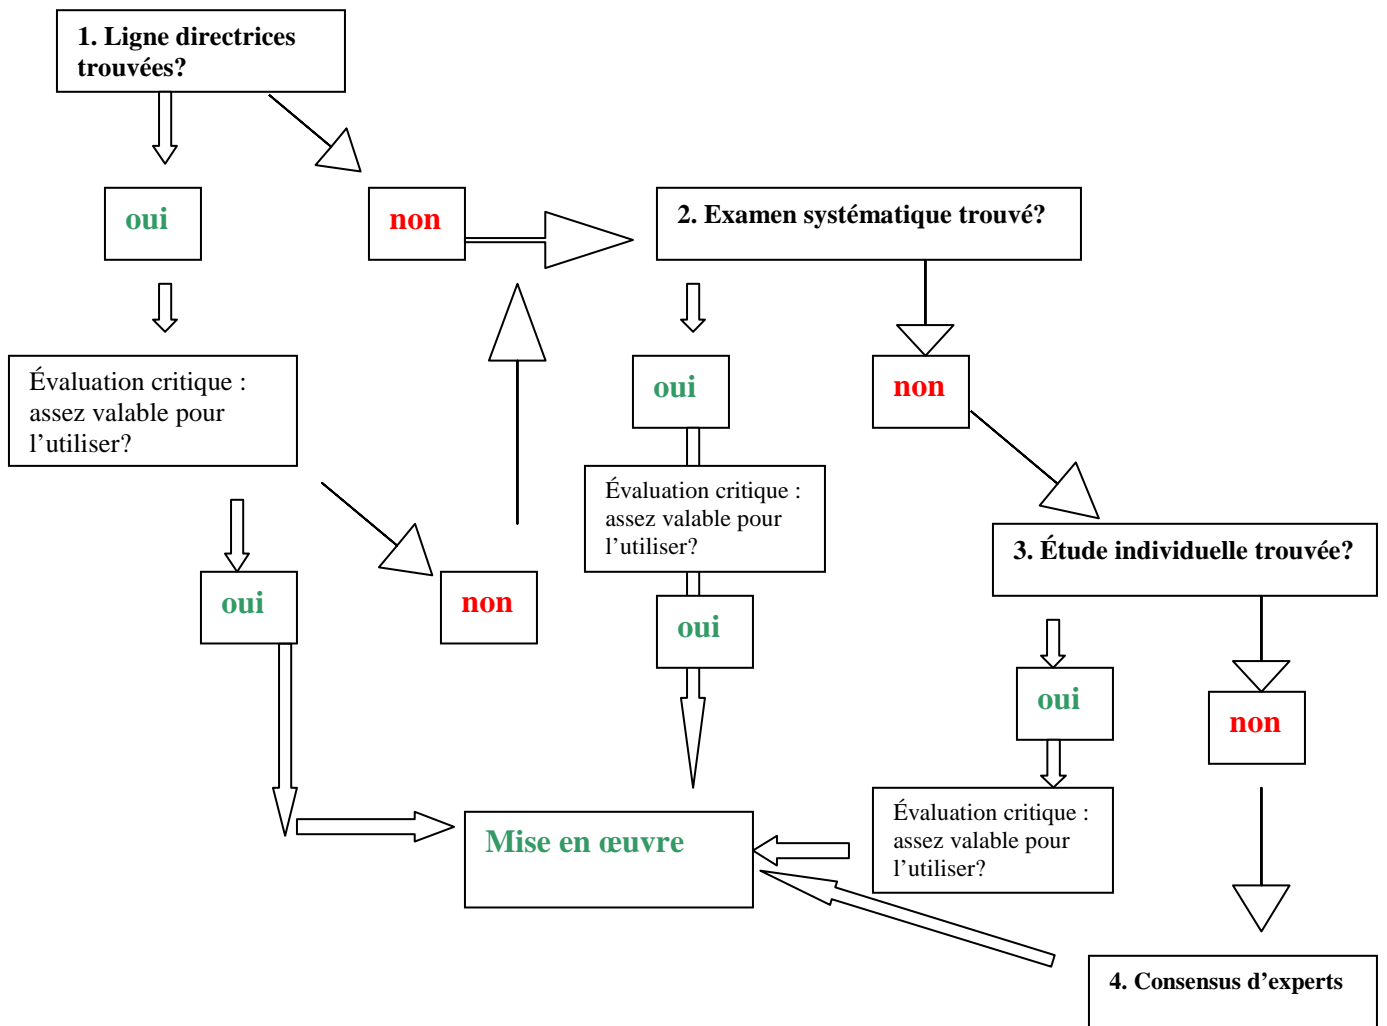 1. Ligne directrices
trouvées?
oui
non
2. Examen systématique trouvé?
Évaluation critique :
assez valable pour
l’utiliser?
oui
non
Évaluation critique :
assez valable pour
l’utiliser?
3. Étude individuelle trouvée?
oui
non
oui
oui
non
Mise en œuvre
Évaluation critique :
assez valable pour
l’utiliser?
4. Consensus d’experts